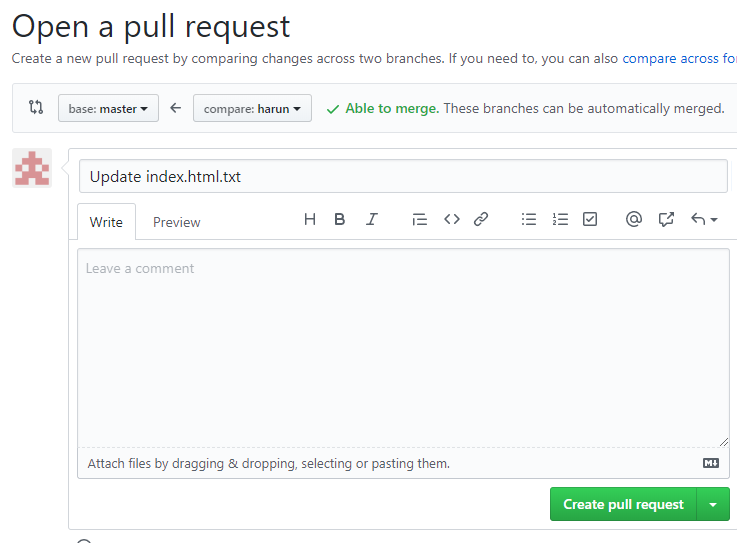 Open a pull request
Create a new pull request by comparing changes across two branches. If you need to, you can also compare across fo
base: master compare: harun Able to merge. These branches can be automatically merged.
Update index.html.txt
Write Preview H B I
Leave a comment
Attach files by dragging & dropping, selecting or pasting them.
Create pull request